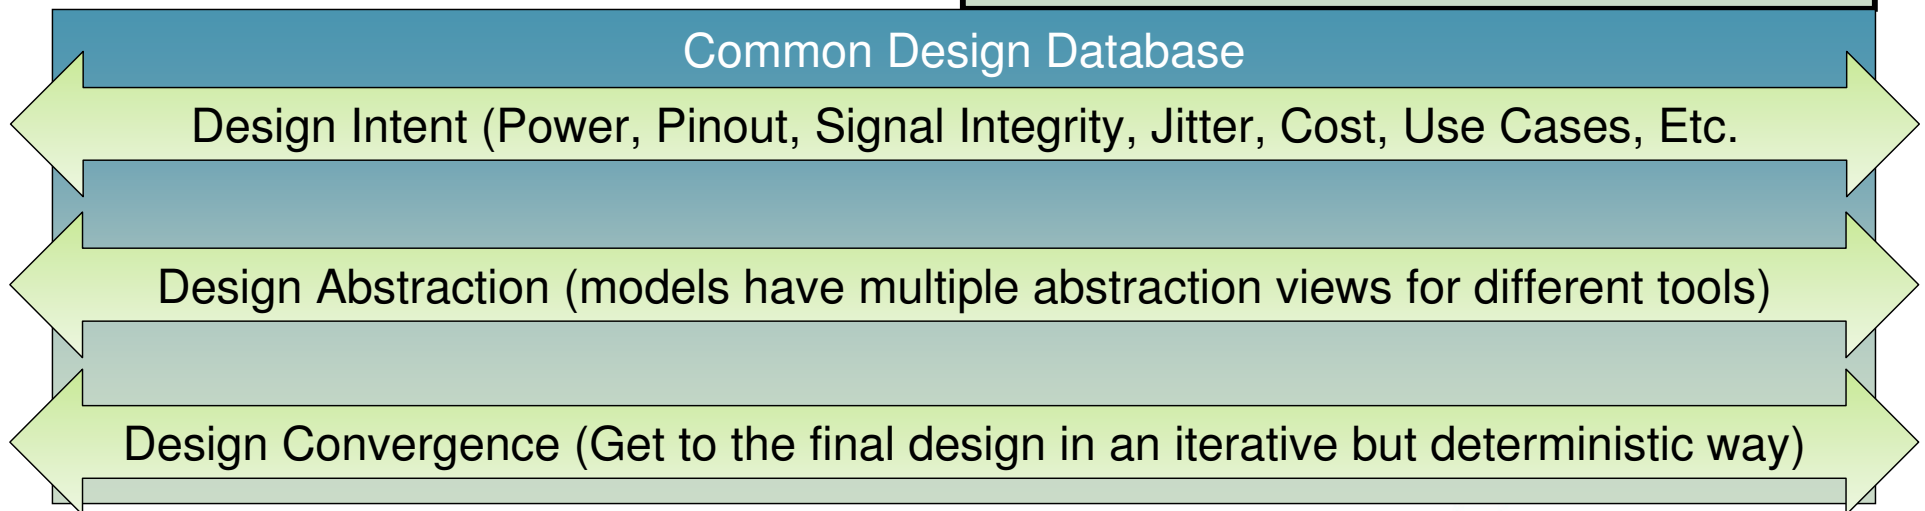 Common Design Database
Design Intent (Power, Pinout, Signal Integrity, Jitter, Cost, Use Cases, Etc.
Design Abstraction (models have multiple abstraction views for different tools)
Design Convergence (Get to the final design in an iterative but deterministic way)